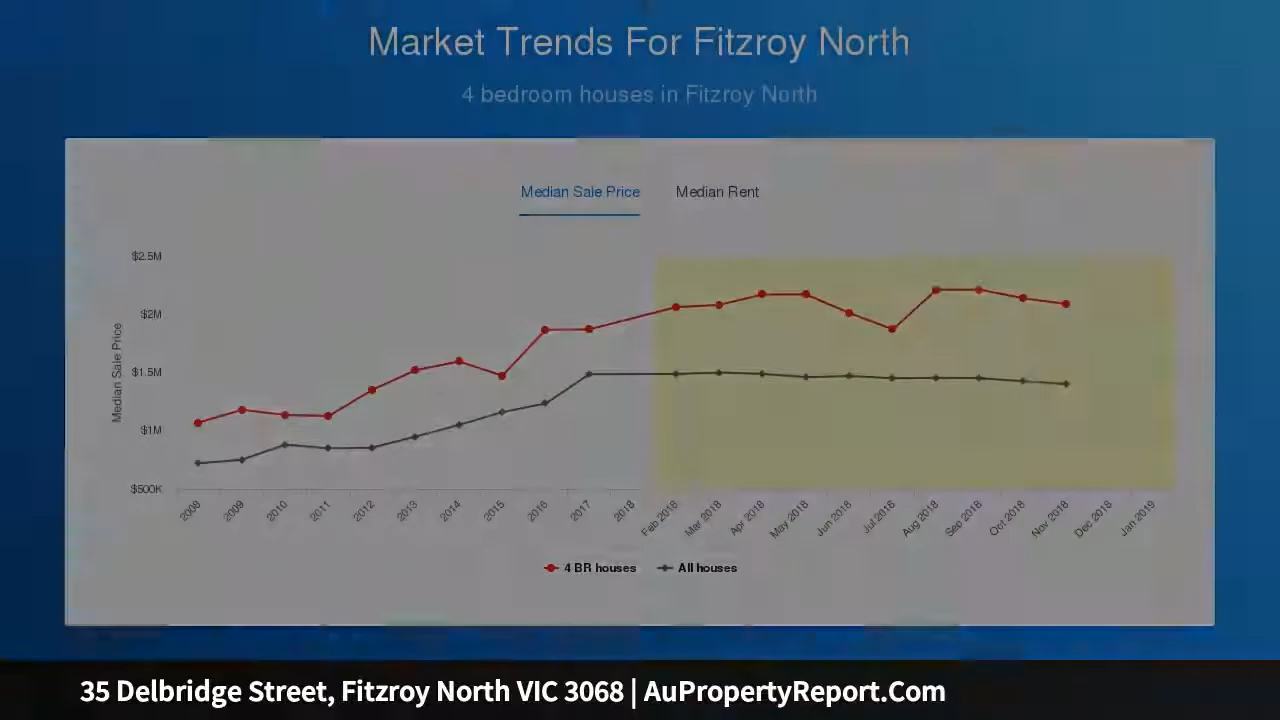 Market Trends For Fitzroy North
4 bedroom houses in Fitzroy North
Median Sale Price Median Rent
$2.5M
$2M
$1.5M
$1M
$500K
Median Sale Price
2008 2009 2010 2011 2012 2013 2014 2015 2016 2017 2018 Feb 2018 Mar 2018 Apr 2018 May 2018 Jun 2018 Jul 2018 Aug 2018 Sep 2018 Oct 2018 Nov 2018 Dec 2018 Jan 2019
4 BR houses All houses
35 Delbridge Street, Fitzroy North VIC 3068 | AuPropertyReport.Com